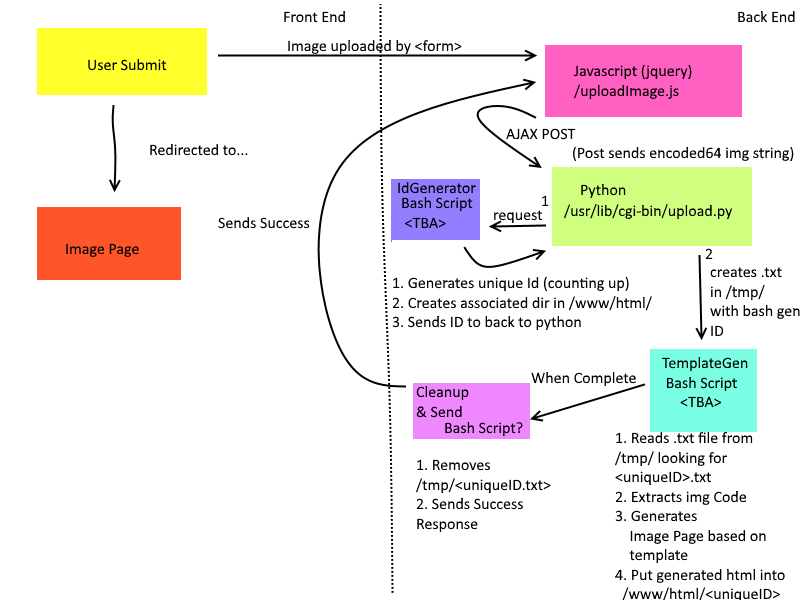 Front End
Back End
User Submit
Image uploaded by <form>
Javascript (jquery)
/uploadImage.js
Redirected to...
AJAX POST
(Post sends encoded64 img string)
IdGenerator
Bash Script
<TBA>
request
1
Python
/usr/lib/cgi-bin/upload.py
Sends Success
Image Page
1. Generates unique Id (counting up)
2. Creates associated dir in /www/html/
3. Sends ID to back to python
2
creates .txt
in /tmp/
with bash gen
ID
TemplateGen
Bash Script
<TBA>
When Complete
Cleanup
& Send
Bash Script?
1. Removes
/tmp/<uniqueID.txt>
2. Sends Success
Response
1. Reads .txt file from
/tmp/ looking for
<uniqueID>.txt
2. Extracts img Code
3. Generates
Image Page based on
template
4. Put generated html into
/www/html/<uniqueID>